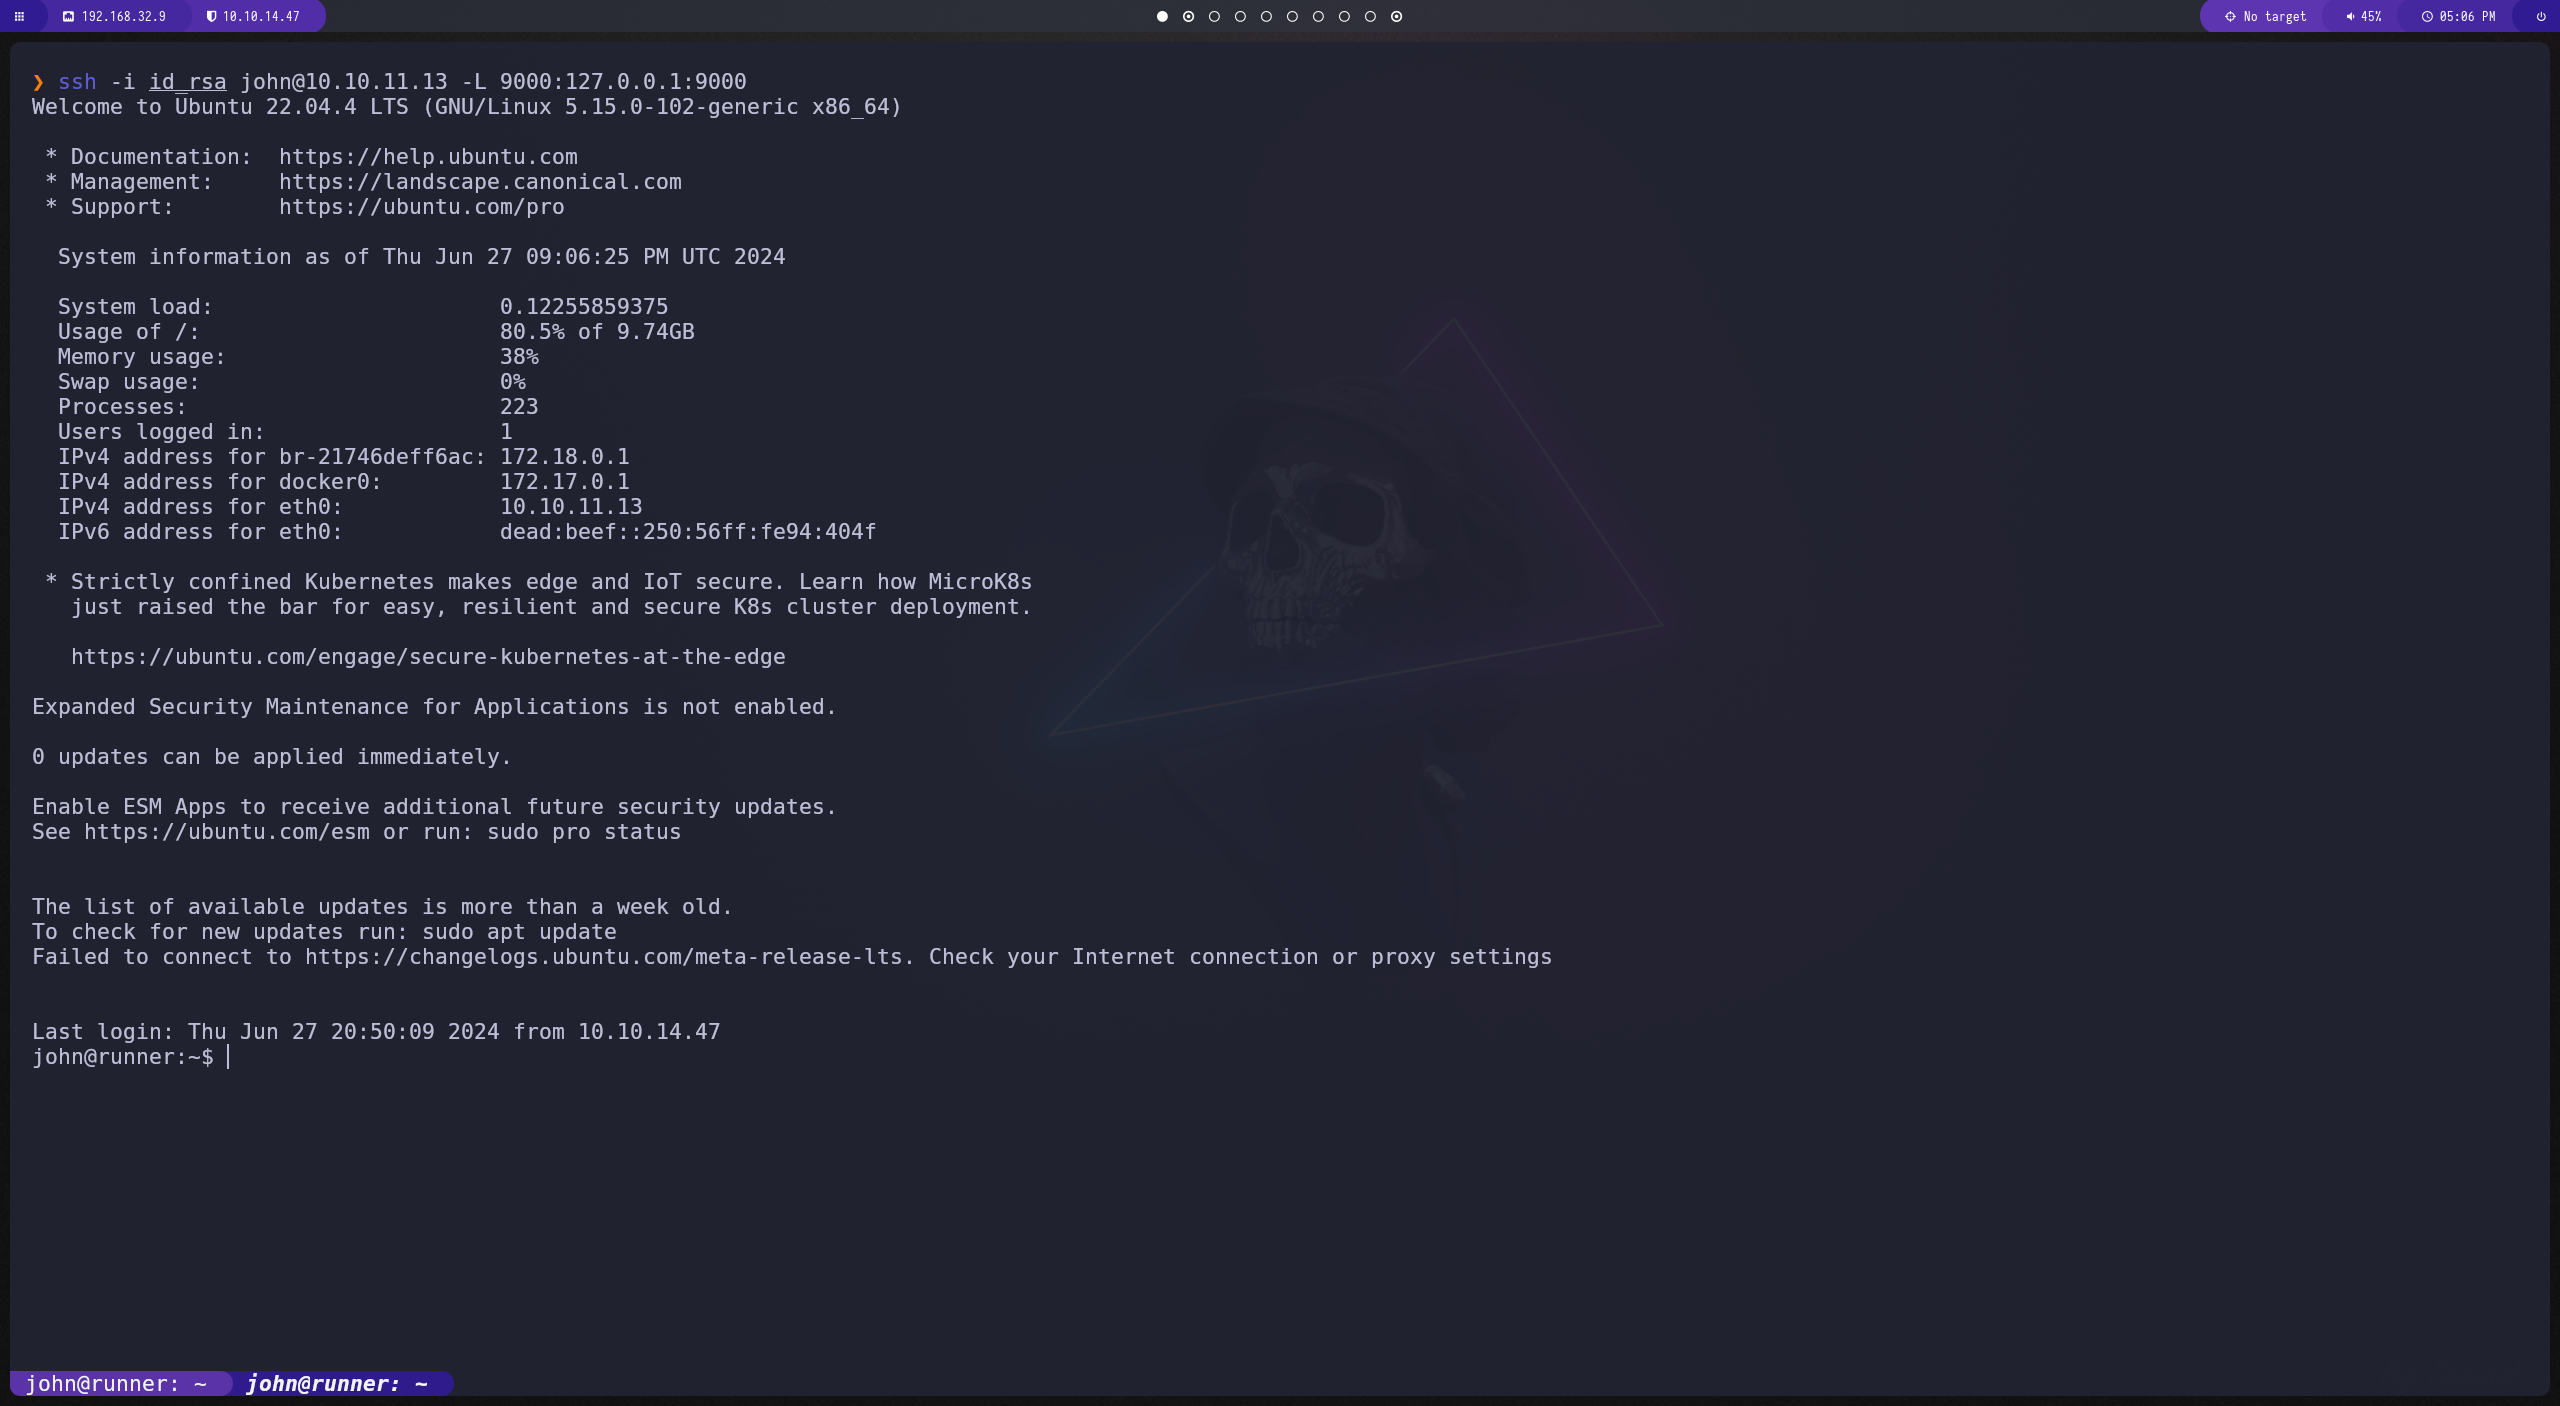 192.168.32.9 10.10.14.47 No target 45% 05:06 PM
❯ ssh -i id_rsa john@10.10.11.13 -L 9000:127.0.0.1:9000
Welcome to Ubuntu 22.04.4 LTS (GNU/Linux 5.15.0-102-generic x86_64)
* Documentation:  https://help.ubuntu.com
* Management:     https://landscape.canonical.com
* Support:        https://ubuntu.com/pro
System information as of Thu Jun 27 09:06:25 PM UTC 2024
System load:                      0.12255859375
Usage of /:                       80.5% of 9.74GB
Memory usage:                     38%
Swap usage:                       0%
Processes:                        223
Users logged in:                  1
IPv4 address for br-21746deff6ac: 172.18.0.1
IPv4 address for docker0:         172.17.0.1
IPv4 address for eth0:            10.10.11.13
IPv6 address for eth0:            dead:beef::250:56ff:fe94:404f
* Strictly confined Kubernetes makes edge and IoT secure. Learn how MicroK8s
just raised the bar for easy, resilient and secure K8s cluster deployment.
https://ubuntu.com/engage/secure-kubernetes-at-the-edge
Expanded Security Maintenance for Applications is not enabled.
0 updates can be applied immediately.
Enable ESM Apps to receive additional future security updates.
See https://ubuntu.com/esm or run: sudo pro status
The list of available updates is more than a week old.
To check for new updates run: sudo apt update
Failed to connect to https://changelogs.ubuntu.com/meta-release-lts. Check your Internet connection or proxy settings
Last login: Thu Jun 27 20:50:09 2024 from 10.10.14.47
john@runner:~$
john@runner: ~ john@runner: ~